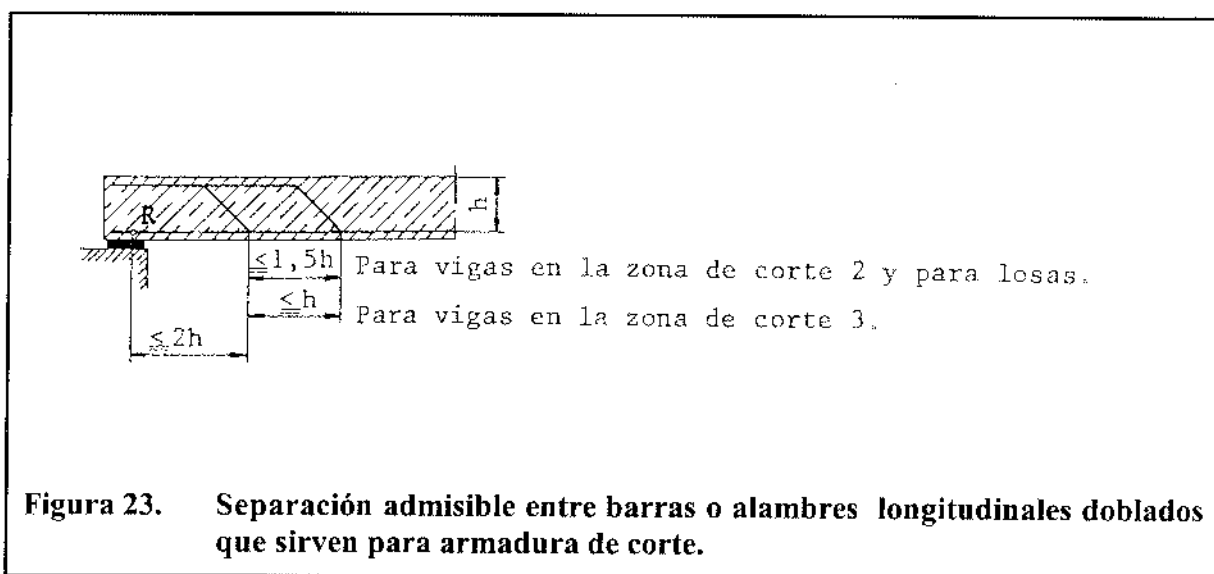 R
h
≤1,5h Para vigas en la zona de corte 2 y para losas.
≤h Para vigas en la zona de corte 3.
≤2h
Figura 23. Separación admisible entre barras o alambres longitudinales doblados
que sirven para armadura de corte.